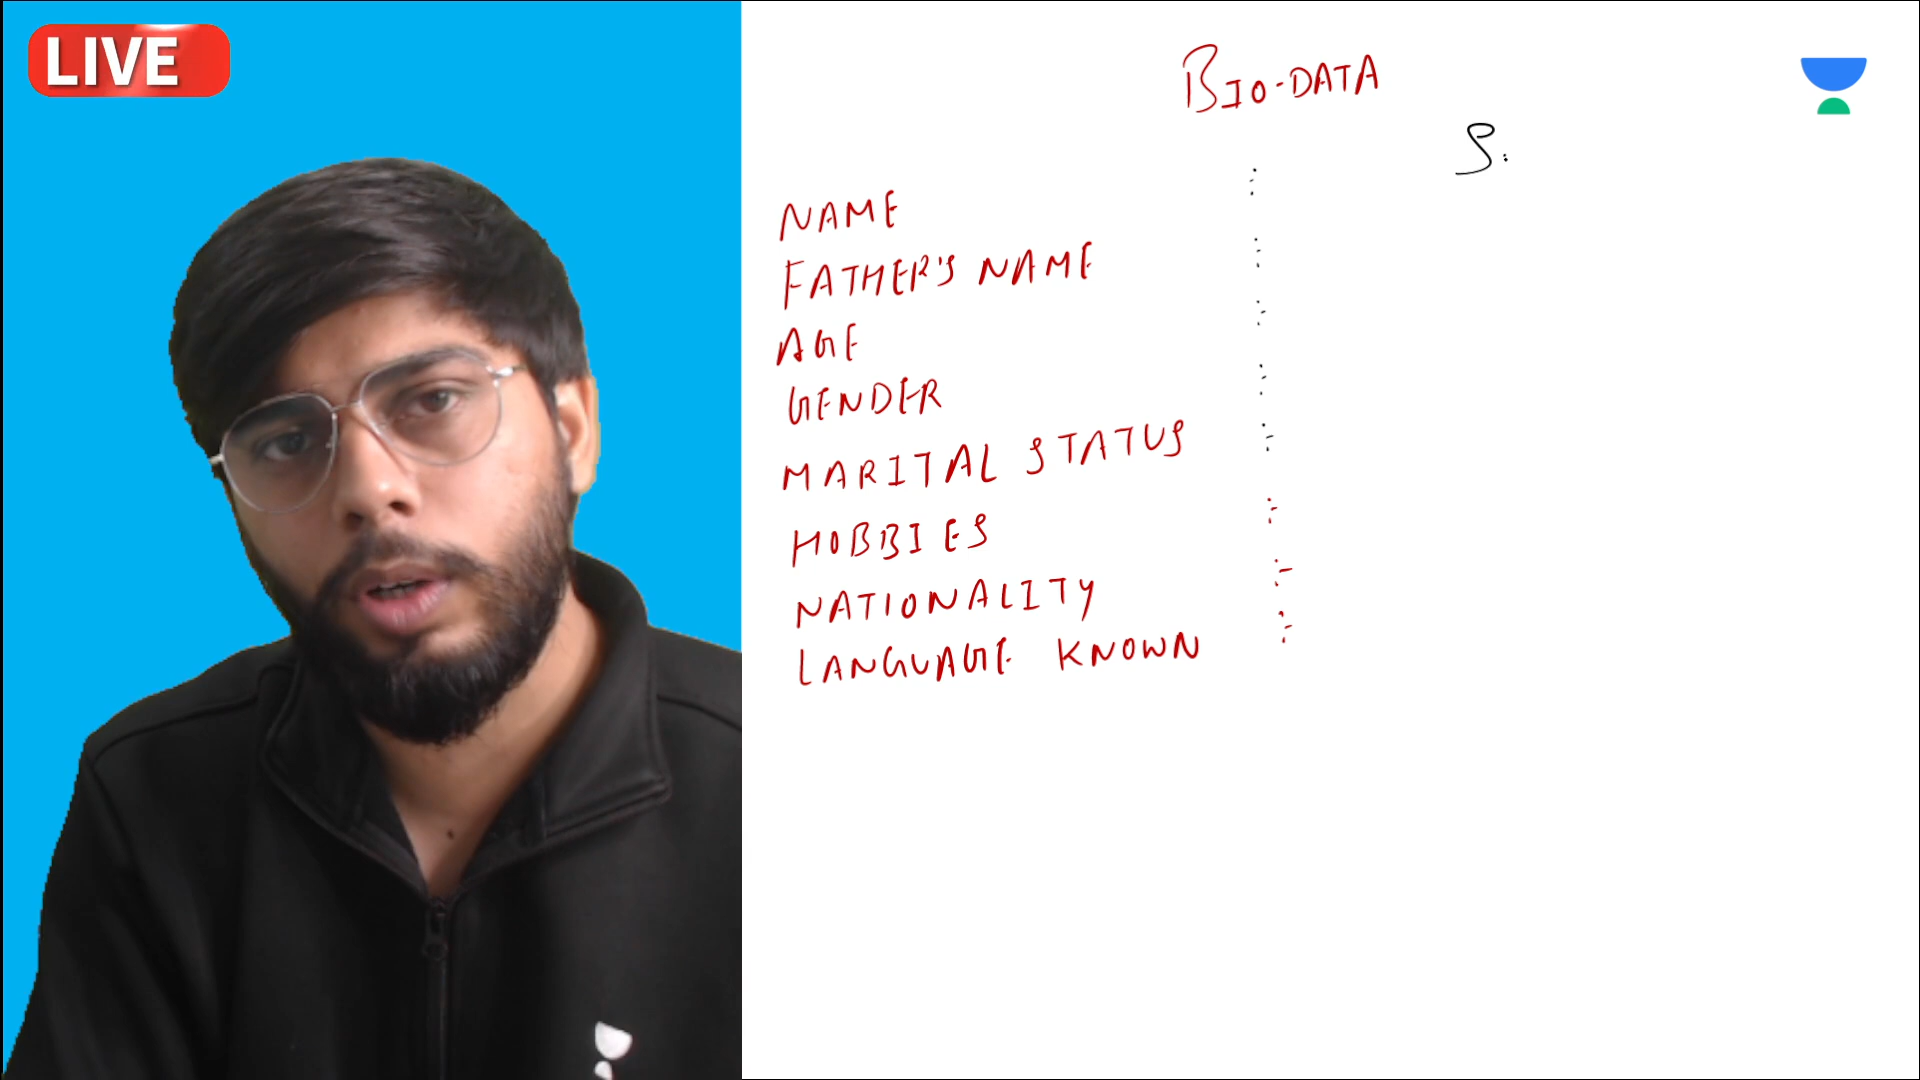 LIVE
BIO-DATA
S
NAME :-
FATHER'S NAME :-
AGE :-
GENDER :-
MARITAL STATUS :-
HOBBIES :-
NATIONALITY :-
LANGUAGE KNOWN :-